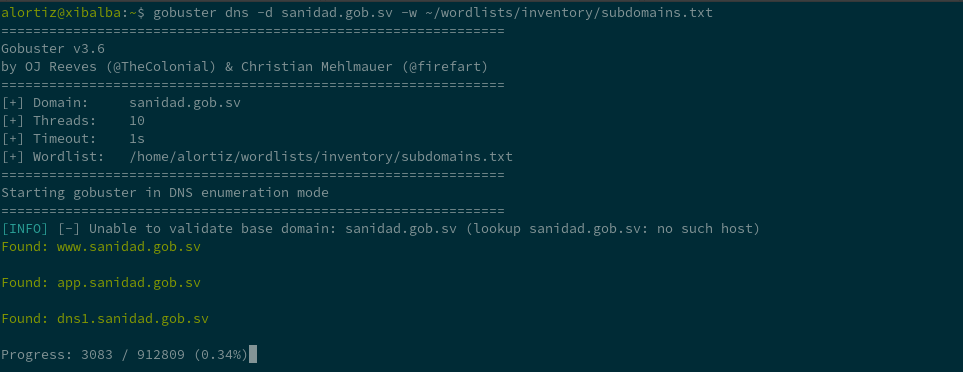 alortiz@xibalba:~$ gobuster dns -d sanidad.gob.sv -w ~/wordlists/inventory/subdomains.txt
===============================================================
Gobuster v3.6
by OJ Reeves (@TheColonial) & Christian Mehlmauer (@firefart)
===============================================================
[+] Domain:     sanidad.gob.sv
[+] Threads:    10
[+] Timeout:    1s
[+] Wordlist:   /home/alortiz/wordlists/inventory/subdomains.txt
===============================================================
Starting gobuster in DNS enumeration mode
===============================================================
[INFO] [-] Unable to validate base domain: sanidad.gob.sv (lookup sanidad.gob.sv: no such host)
Found: www.sanidad.gob.sv
Found: app.sanidad.gob.sv
Found: dns1.sanidad.gob.sv
Progress: 3083 / 912809 (0.34%)